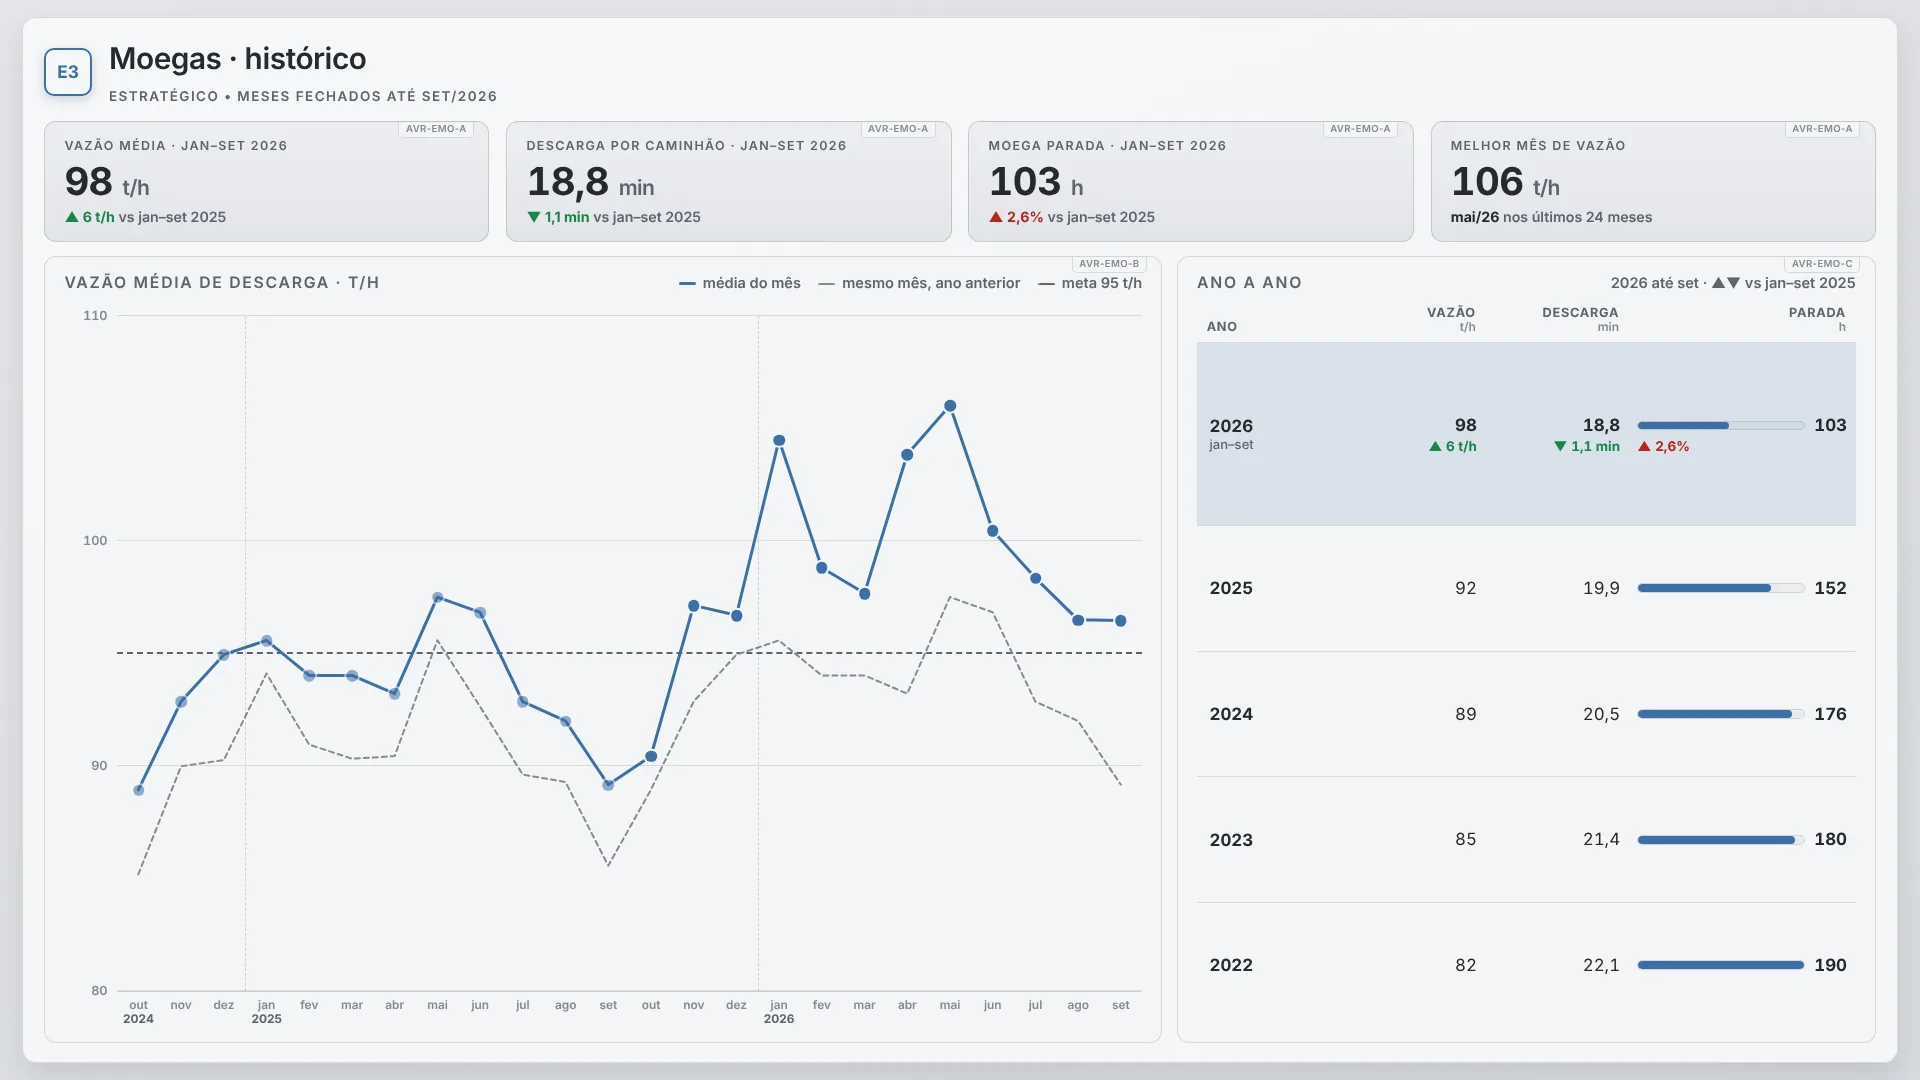 E3
Moegas · histórico
ESTRATÉGICO • MESES FECHADOS ATÉ SET/2026
AVR-EMO-A
VAZÃO MÉDIA · JAN–SET 2026
98 t/h
▲ 6 t/h vs jan–set 2025
AVR-EMO-A
DESCARGA POR CAMINHÃO · JAN–SET 2026
18,8 min
▼ 1,1 min vs jan–set 2025
AVR-EMO-A
MOEGA PARADA · JAN–SET 2026
103 h
▲ 2,6% vs jan–set 2025
AVR-EMO-A
MELHOR MÊS DE VAZÃO
106 t/h
mai/26 nos últimos 24 meses
AVR-EMO-B
VAZÃO MÉDIA DE DESCARGA · T/H
média do mês mesmo mês, ano anterior meta 95 t/h
110
100
90
80
out nov dez jan fev mar abr mai jun jul ago set out nov dez jan fev mar abr mai jun jul ago set
2024 2025 2026
AVR-EMO-C
ANO A ANO
2026 até set · ▲▼ vs jan–set 2025
ANO VAZÃO t/h DESCARGA min PARADA h
2026 98 18,8 103
jan–set ▲ 6 t/h ▼ 1,1 min ▲ 2,6%
2025 92 19,9 152
2024 89 20,5 176
2023 85 21,4 180
2022 82 22,1 190